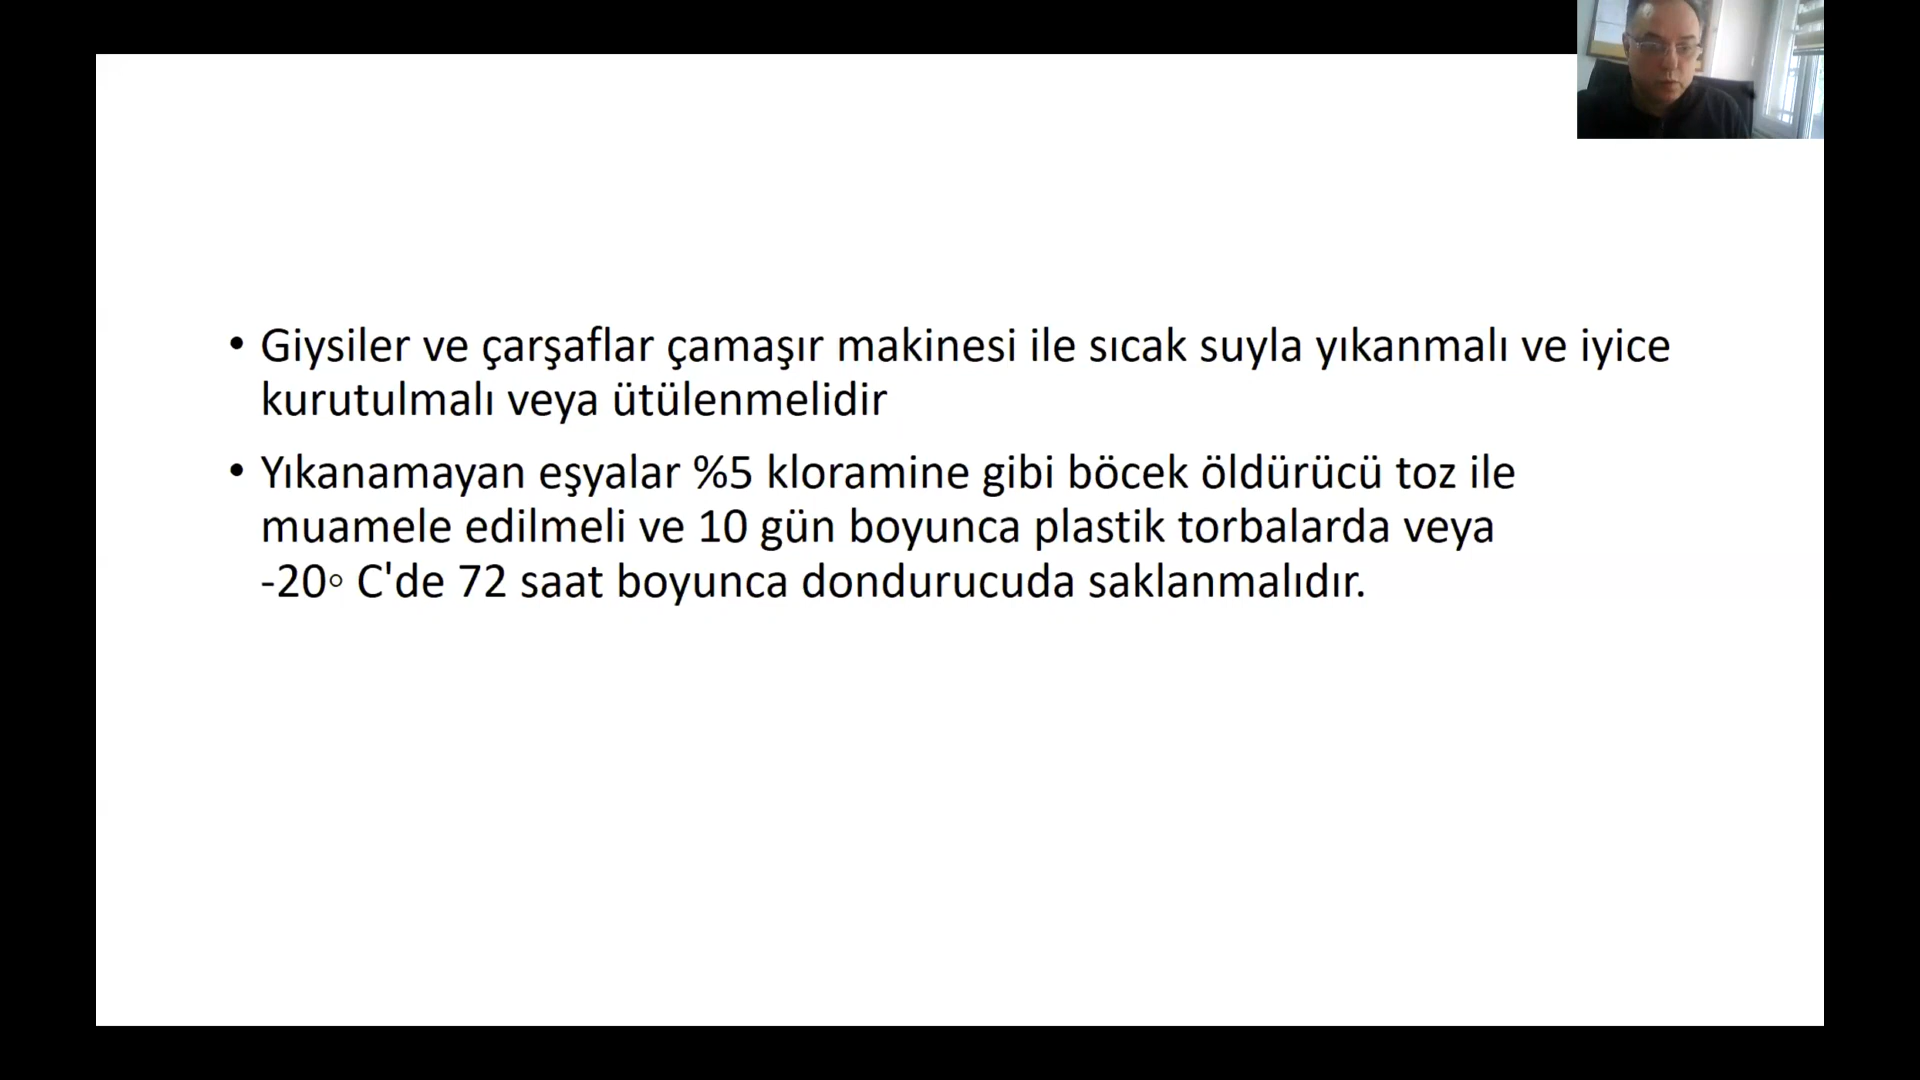 • Giysiler ve çarşaflar çamaşır makinesi ile sıcak suyla yıkanmalı ve iyice
kurutulmalı veya ütülenmelidir
• Yıkanamayan eşyalar %5 kloramine gibi böcek öldürücü toz ile
muamele edilmeli ve 10 gün boyunca plastik torbalarda veya
-20◦ C'de 72 saat boyunca dondurucuda saklanmalıdır.